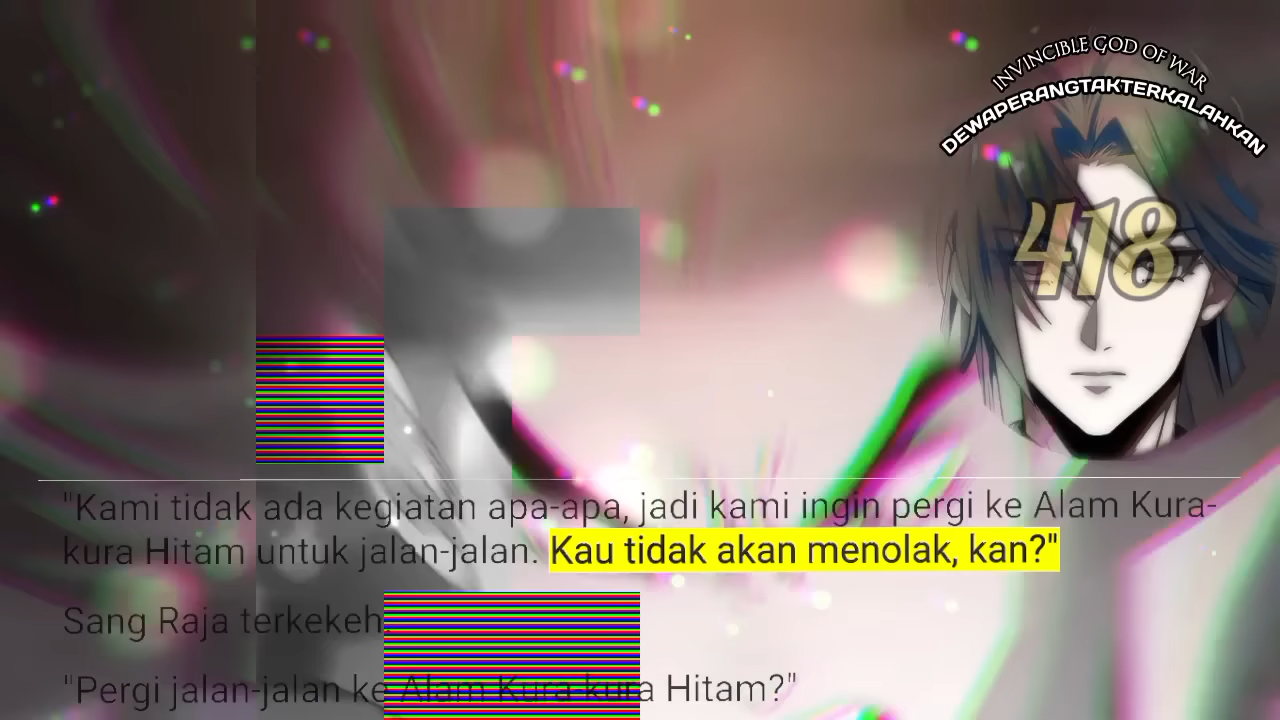 INVINCIBLE GOD OF WAR
DEWAPERANGTAKTERKALAHKAN
418
"Kami tidak ada kegiatan apa-apa, jadi kami ingin pergi ke Alam Kura-
kura Hitam untuk jalan-jalan. Kau tidak akan menolak, kan?"
Sang Raja terkekeh.
"Pergi jalan-jalan ke Alam Kura-kura Hitam?"